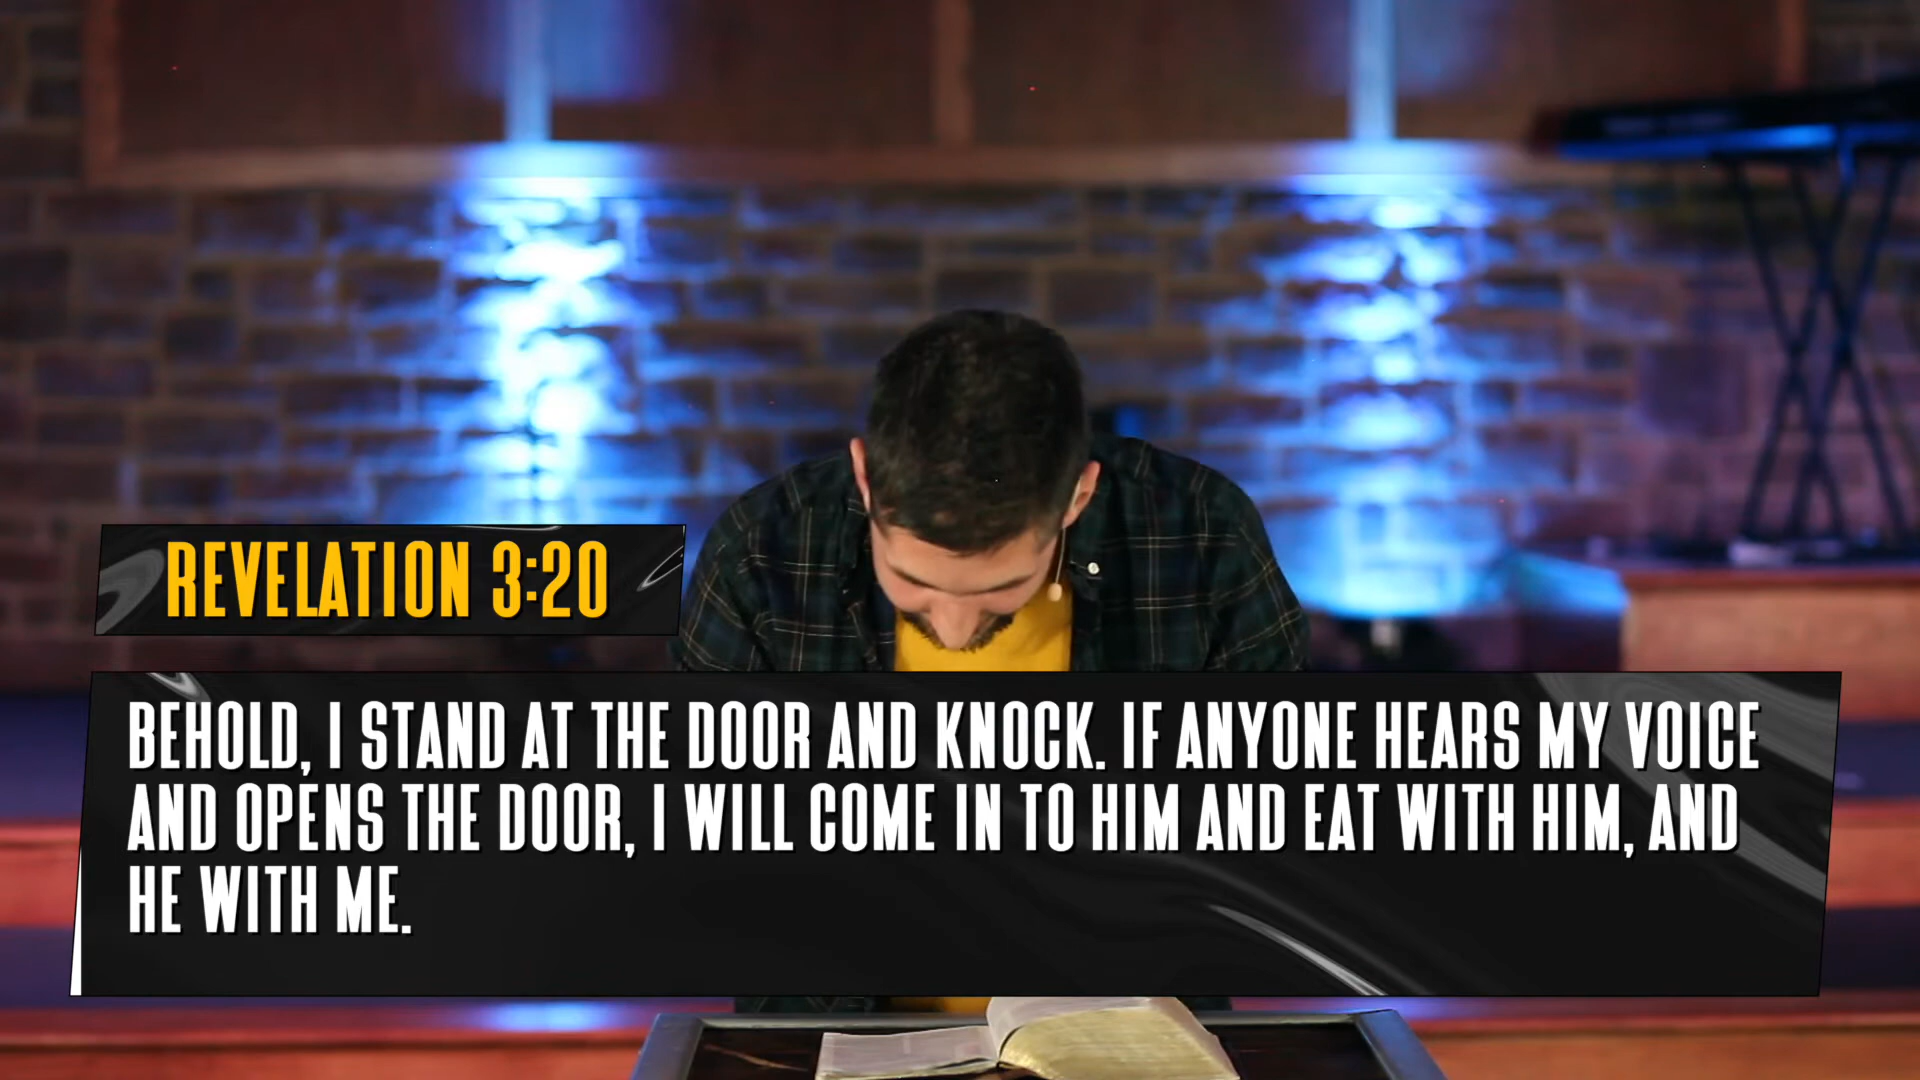 REVELATION 3:20
BEHOLD, I STAND AT THE DOOR AND KNOCK. IF ANYONE HEARS MY VOICE
AND OPENS THE DOOR, I WILL COME IN TO HIM AND EAT WITH HIM, AND
HE WITH ME.